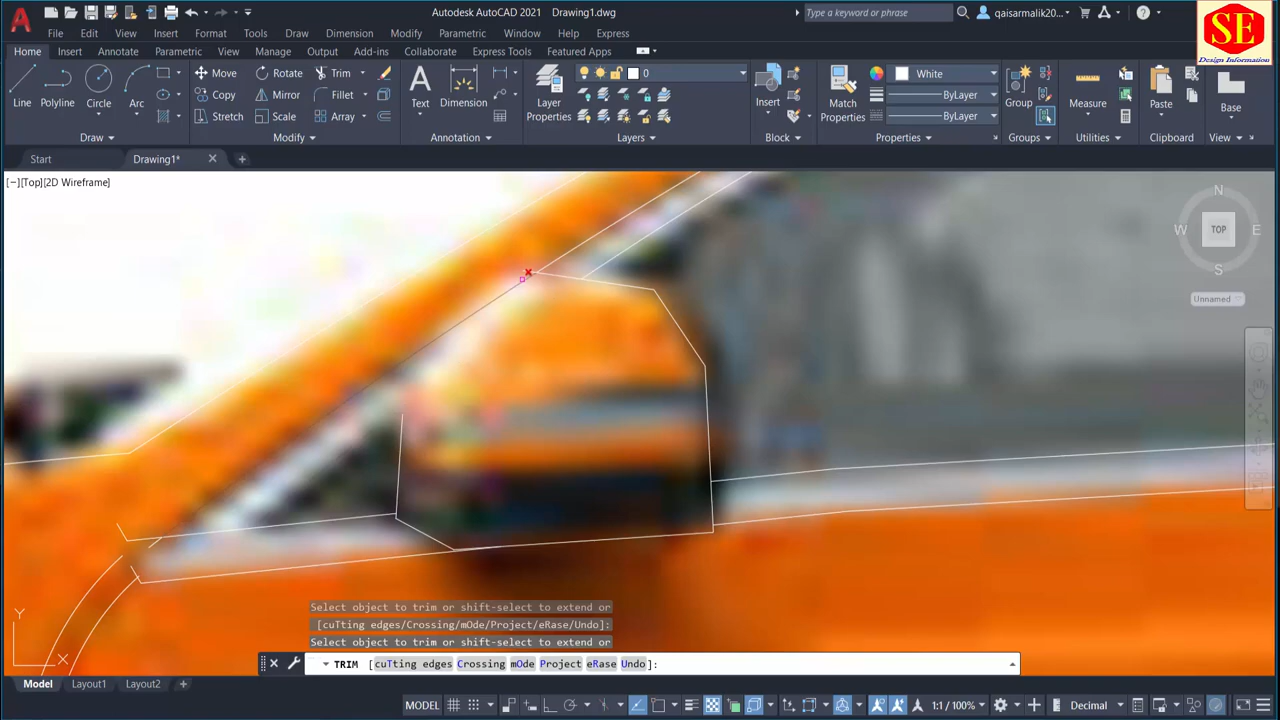 Autodesk AutoCAD 2021 Drawing1.dwg
Type a keyword or phrase
qaisarmalik20...
SE
Design Information
File Edit View Insert Format Tools Draw Dimension Modify Parametric Window Help Express
Home Insert Annotate Parametric View Manage Output Add-ins Collaborate Express Tools Featured Apps
Line Polyline Circle Arc
Move Rotate Trim
Copy Mirror Fillet
Stretch Scale Array
Text Dimension
Layer Properties
0
Insert
Match Properties
White
ByLayer
ByLayer
Group
Measure
Paste
Base
Draw Modify Annotation Layers Block Properties Groups Utilities Clipboard View
Start Drawing1*
[−][Top][2D Wireframe]
N
W TOP E
S
Unnamed
Y
X
Select object to trim or shift-select to extend or
[cuTting edges/Crossing/mOde/Project/eRase/Undo]:
Select object to trim or shift-select to extend or
TRIM [cuTting edges Crossing mOde Project eRase Undo]:
Model Layout1 Layout2
MODEL 1:1 / 100% Decimal